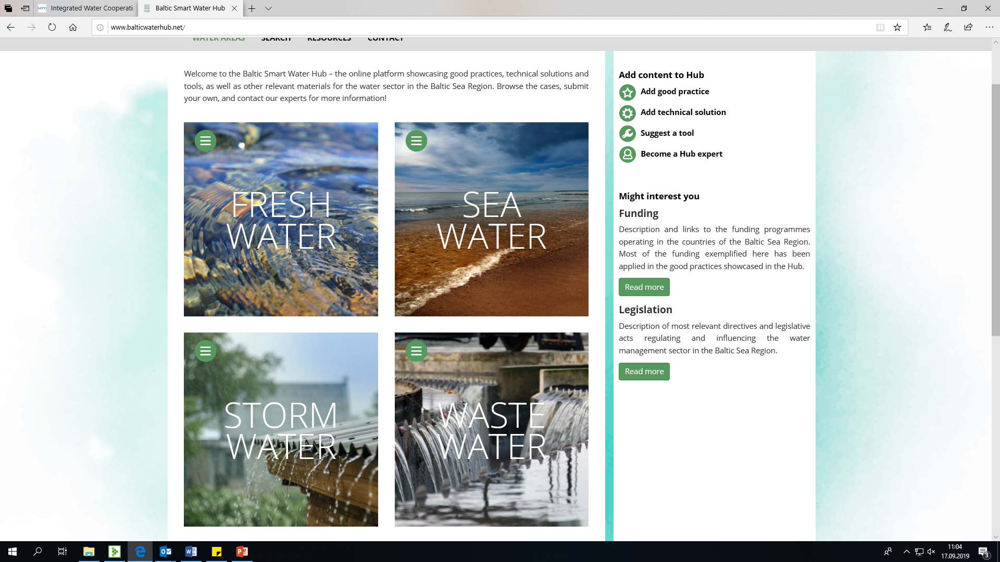 Integrated Water Cooperati
Baltic Smart Water Hub
www.balticwaterhub.net/
WATER AREAS SEARCH RESOURCES CONTACT
Welcome to the Baltic Smart Water Hub – the online platform showcasing good practices, technical solutions and
tools, as well as other relevant materials for the water sector in the Baltic Sea Region. Browse the cases, submit
your own, and contact our experts for more information!
FRESH
WATER
SEA
WATER
STORM
WATER
WASTE
WATER
Add content to Hub
Add good practice
Add technical solution
Suggest a tool
Become a Hub expert
Might interest you
Funding
Description and links to the funding programmes
operating in the countries of the Baltic Sea Region.
Most of the funding exemplified here has been
applied in the good practices showcased in the Hub.
Read more
Legislation
Description of most relevant directives and legislative
acts regulating and influencing the water
management sector in the Baltic Sea Region.
Read more
11:04
17.09.2019
3